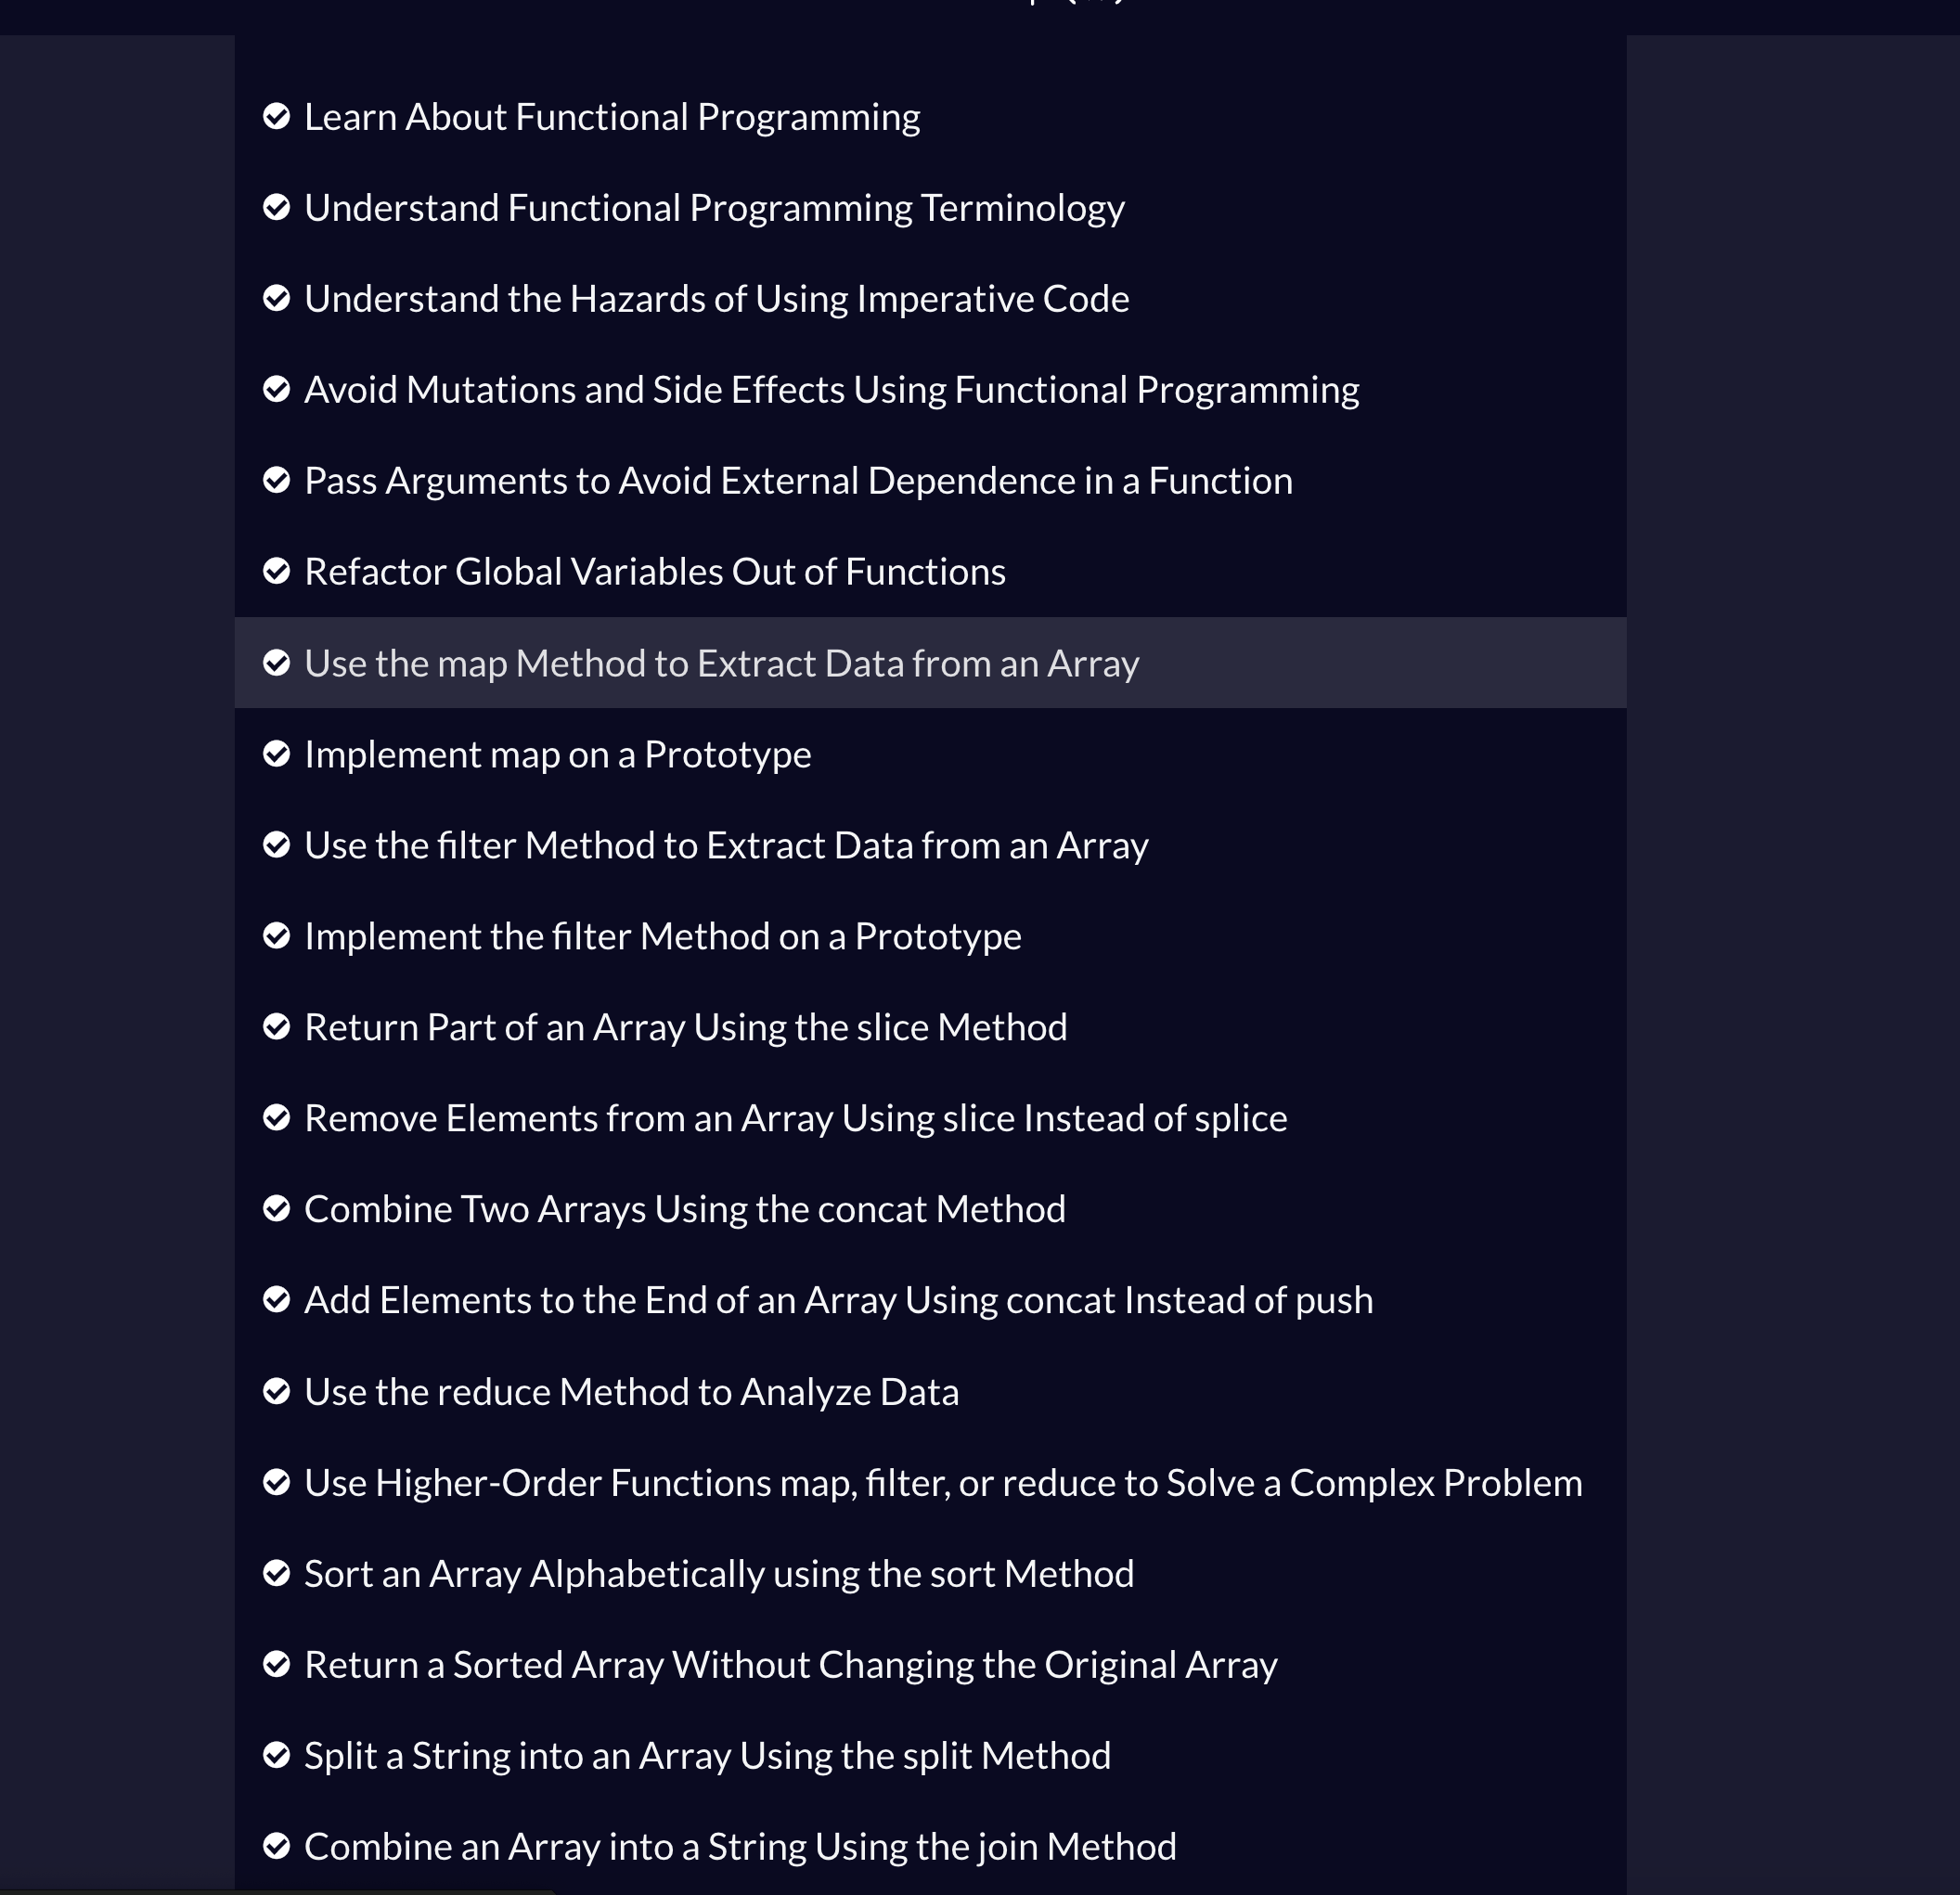 Learn About Functional Programming
Understand Functional Programming Terminology
Understand the Hazards of Using Imperative Code
Avoid Mutations and Side Effects Using Functional Programming
Pass Arguments to Avoid External Dependence in a Function
Refactor Global Variables Out of Functions
Use the map Method to Extract Data from an Array
Implement map on a Prototype
Use the filter Method to Extract Data from an Array
Implement the filter Method on a Prototype
Return Part of an Array Using the slice Method
Remove Elements from an Array Using slice Instead of splice
Combine Two Arrays Using the concat Method
Add Elements to the End of an Array Using concat Instead of push
Use the reduce Method to Analyze Data
Use Higher-Order Functions map, filter, or reduce to Solve a Complex Problem
Sort an Array Alphabetically using the sort Method
Return a Sorted Array Without Changing the Original Array
Split a String into an Array Using the split Method
Combine an Array into a String Using the join Method